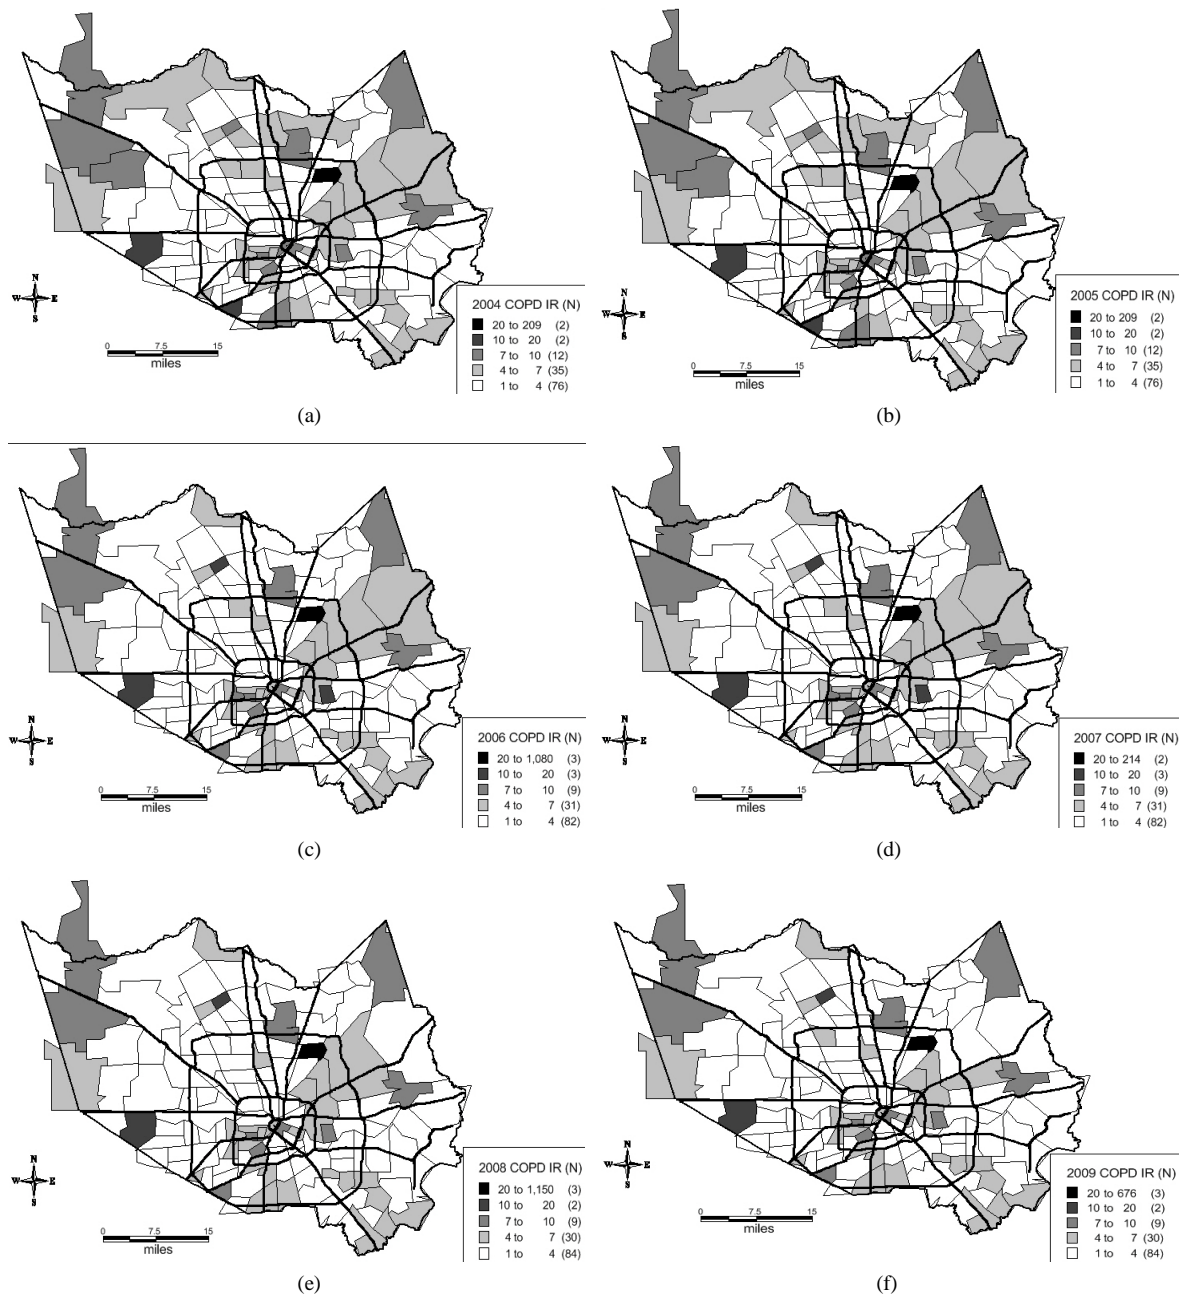 N
W E
S
0 7.5 15
miles
2004 COPD IR (N)
20 to 209 (2)
10 to 20 (2)
7 to 10 (12)
4 to 7 (35)
1 to 4 (76)
(a)
N
W E
S
0 7.5 15
miles
2005 COPD IR (N)
20 to 209 (2)
10 to 20 (2)
7 to 10 (12)
4 to 7 (35)
1 to 4 (76)
(b)
N
W E
S
0 7.5 15
miles
2006 COPD IR (N)
20 to 1,080 (3)
10 to 20 (3)
7 to 10 (9)
4 to 7 (31)
1 to 4 (82)
(c)
N
W E
S
0 7.5 15
miles
2007 COPD IR (N)
20 to 214 (2)
10 to 20 (3)
7 to 10 (9)
4 to 7 (31)
1 to 4 (82)
(d)
N
W E
S
0 7.5 15
miles
2008 COPD IR (N)
20 to 1,150 (3)
10 to 20 (2)
7 to 10 (9)
4 to 7 (30)
1 to 4 (84)
(e)
N
W E
S
0 7.5 15
miles
2009 COPD IR (N)
20 to 676 (3)
10 to 20 (2)
7 to 10 (9)
4 to 7 (30)
1 to 4 (84)
(f)